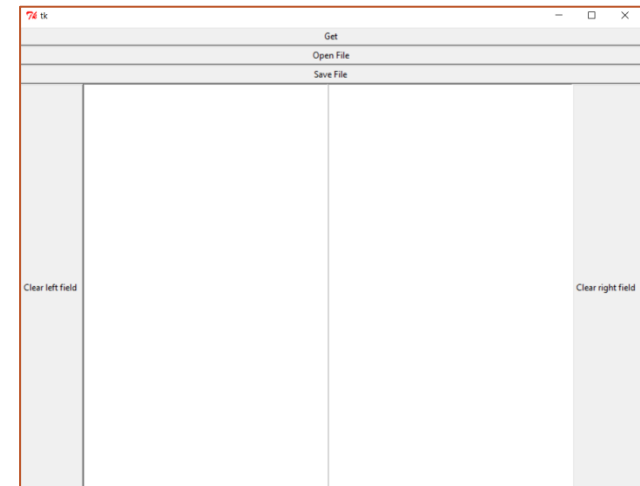 tk
Get
Open File
Save File
Clear left field
Clear right field